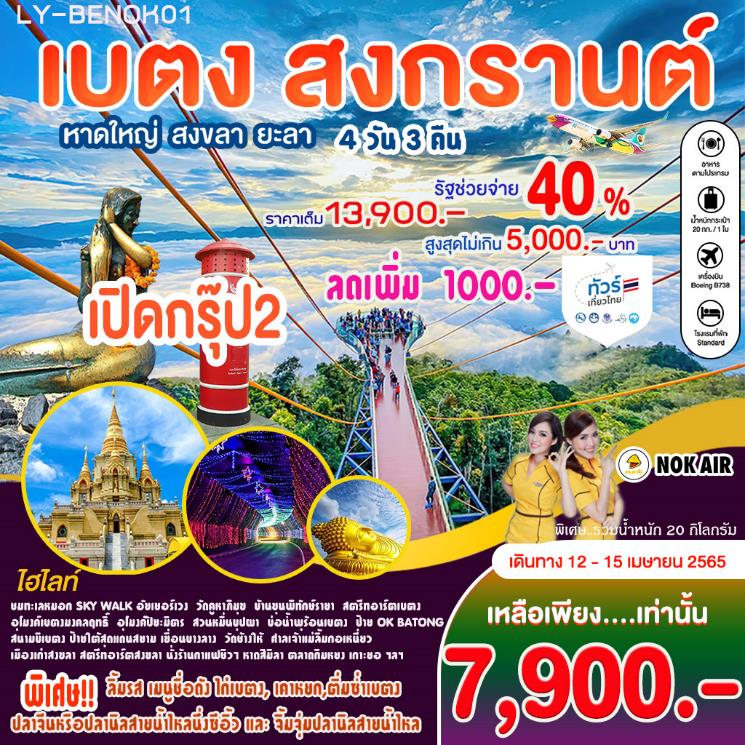 LY-BENOK01
เบตง สงกรานต์
หาดใหญ่ สงขลา ยะลา 4 วัน 3 คืน
รัฐช่วยจ่าย 40 %
ราคาเต็ม 13,900.-
สูงสุดไม่เกิน 5,000.- บาท
ลดเพิ่ม 1000.-
ทัวร์
เที่ยวไทย
เปิดกรุ๊ป2
อาหาร
ตามโปรแกรม
น้ำหนักกระเป๋า
20 กก. / 1 ใบ
เครื่องบิน
Boeing B738
โรงแรมที่พัก
Standard
NOK AIR
พิเศษ..รวมน้ำหนัก 20 กิโลกรัม
เดินทาง 12 - 15 เมษายน 2565
เหลือเพียง....เท่านั้น
7,900.-
ไฮไลท์
ชมทะเลหมอก SKY WALK อัยเยอร์เวง วัดคูหาภิมุข บ้านขุนพิทักษ์รายา สตรีทอาร์ตเบตง
อุโมงค์เบตงมงคลฤทธิ์ อุโมงค์ปิยะมิตร สวนหมื่นบุปผา บ่อน้ำพุร้อนเบตง ป้าย OK BATONG
สนามบินเบตง ป้ายใต้สุดแดนสยาม เขื่อนบางลาง วัดช้างให้ ศาลเจ้าแม่ลิ้มกอเหนี่ยว
เมืองเก่าสงขลา สตรีทอาร์ตสงขลา นั่งร้านคาเฟ่ชิวๆ หาดสมิลา ตลาดกิมหยง เกาะยอ ฯลฯ
พิเศษ!! ลิ้มรส เมนูชื่อดัง ไก่เบตง, เคาหยก,ติ่มซำเบตง
ปลาจีนหรือปลานิลสายน้ำไหลนึ่งซีอิ๊ว และ จิ้มจุ่มปลานิลสายน้ำไหล